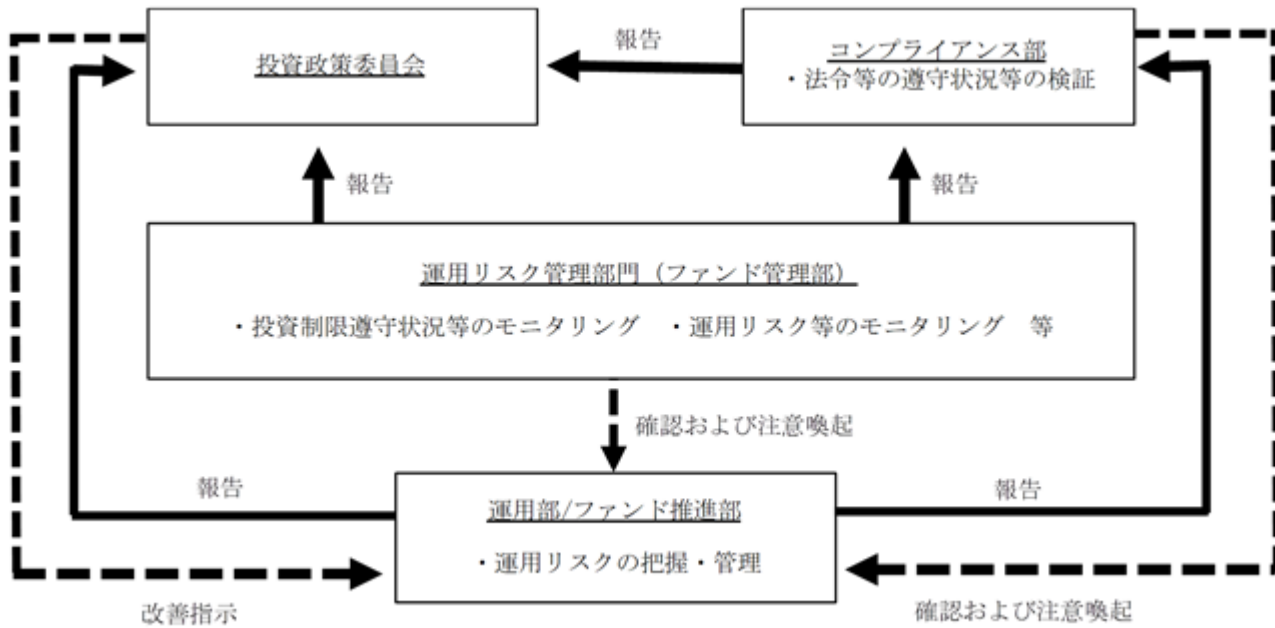 報告
投資政策委員会
コンプライアンス部
・法令等の遵守状況等の検証
報告
報告
運用リスク管理部門（ファンド管理部）
・投資制限遵守状況等のモニタリング　・運用リスク等のモニタリング　等
確認および注意喚起
報告
報告
運用部/ファンド推進部
・運用リスクの把握・管理
改善指示
確認および注意喚起